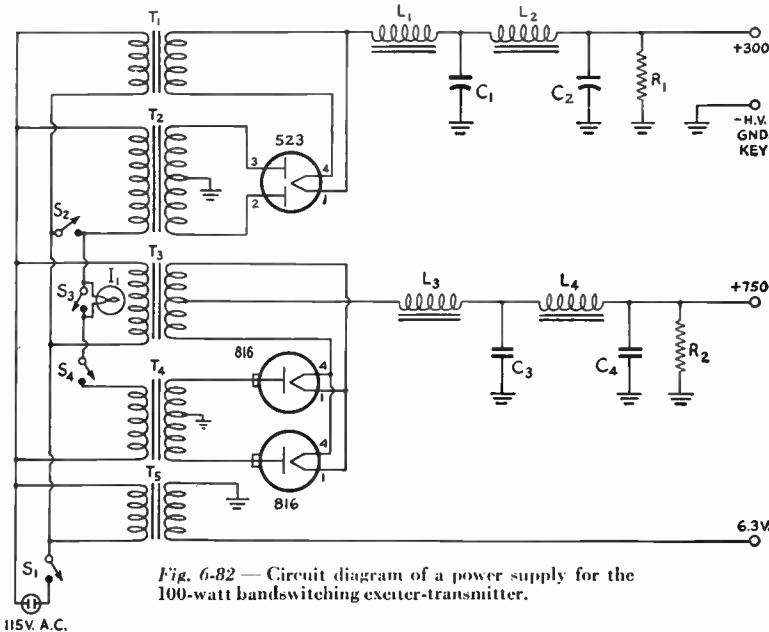 T1
L1
L2
+300
C1
C2
R1
-H.V.
GND
KEY
T2
523
3
4
2
1
S2
T3
I1
S3
L3
L4
+750
S4
816
T4
4
1
C3
C4
R2
4
1
816
T5
6.3V.
S1
115V. A.C.
Fig. 6-82 — Circuit diagram of a power supply for the
100-watt bandswitching exciter-transmitter.